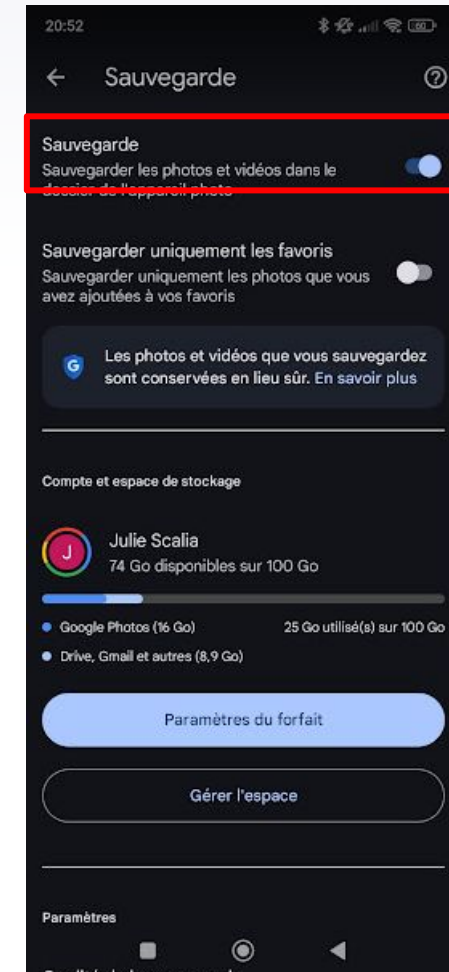 20:52
60
Sauvegarde
Sauvegarde
Sauvegarder les photos et vidéos dans le
dossier de l'appareil photo
Sauvegarder uniquement les favoris
Sauvegarder uniquement les photos que vous
avez ajoutées à vos favoris
G
Les photos et vidéos que vous sauvegardez
sont conservées en lieu sûr. En savoir plus
Compte et espace de stockage
J
Julie Scalia
74 Go disponibles sur 100 Go
Google Photos (16 Go) 25 Go utilisé(s) sur 100 Go
Drive, Gmail et autres (8,9 Go)
Paramètres du forfait
Gérer l'espace
Paramètres